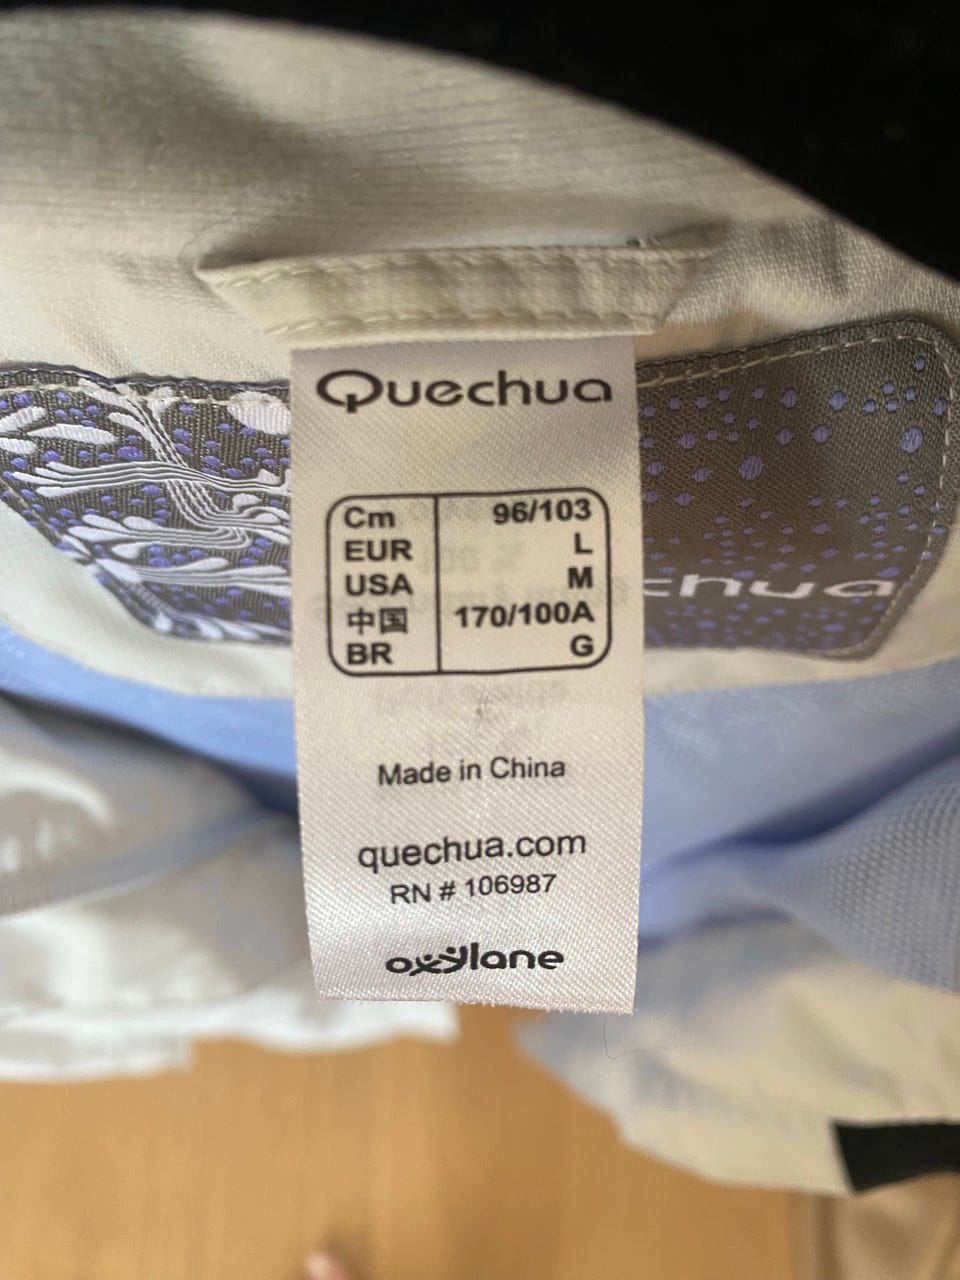 Quechua
Cm 96/103
EUR L
USA M
中国 170/100A
BR G
chua
Made in China
quechua.com
RN # 106987
oxylane